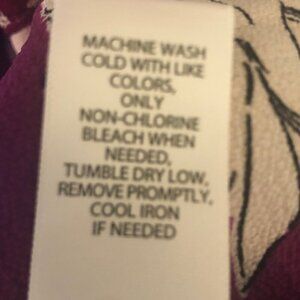 MACHINE WASH
COLD WITH LIKE
COLORS,
ONLY
NON-CHLORINE
BLEACH WHEN
NEEDED,
TUMBLE DRY LOW,
REMOVE PROMPTLY,
COOL IRON
IF NEEDED